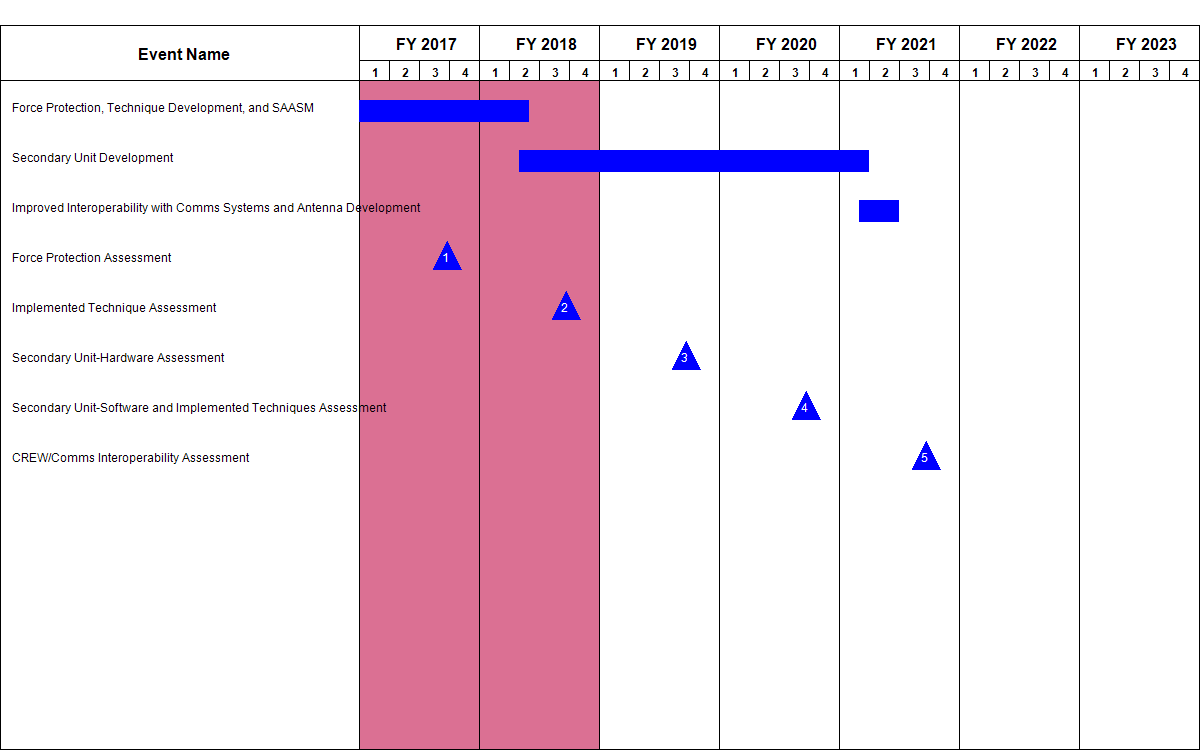 Event Name
FY 2017 FY 2018 FY 2019 FY 2020 FY 2021 FY 2022 FY 2023
1 2 3 4 1 2 3 4 1 2 3 4 1 2 3 4 1 2 3 4 1 2 3 4 1 2 3 4
Force Protection, Technique Development, and SAASM
Secondary Unit Development
Improved Interoperability with Comms Systems and Antenna Development
Force Protection Assessment 1
Implemented Technique Assessment 2
Secondary Unit-Hardware Assessment 3
Secondary Unit-Software and Implemented Techniques Assessment 4
CREW/Comms Interoperability Assessment 5